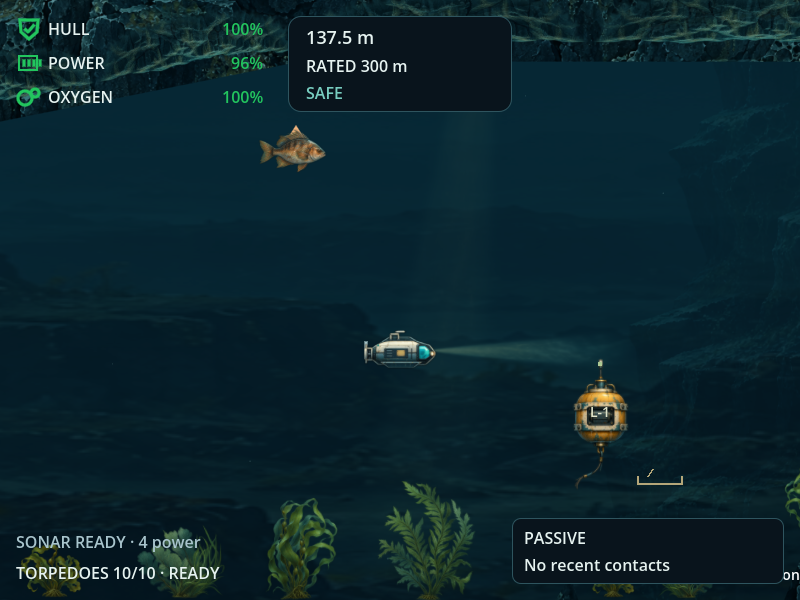 HULL 100%
POWER 96%
OXYGEN 100%
137.5 m
RATED 300 m
SAFE
L-1
SONAR READY · 4 power
TORPEDOES 10/10 · READY
PASSIVE
No recent contacts